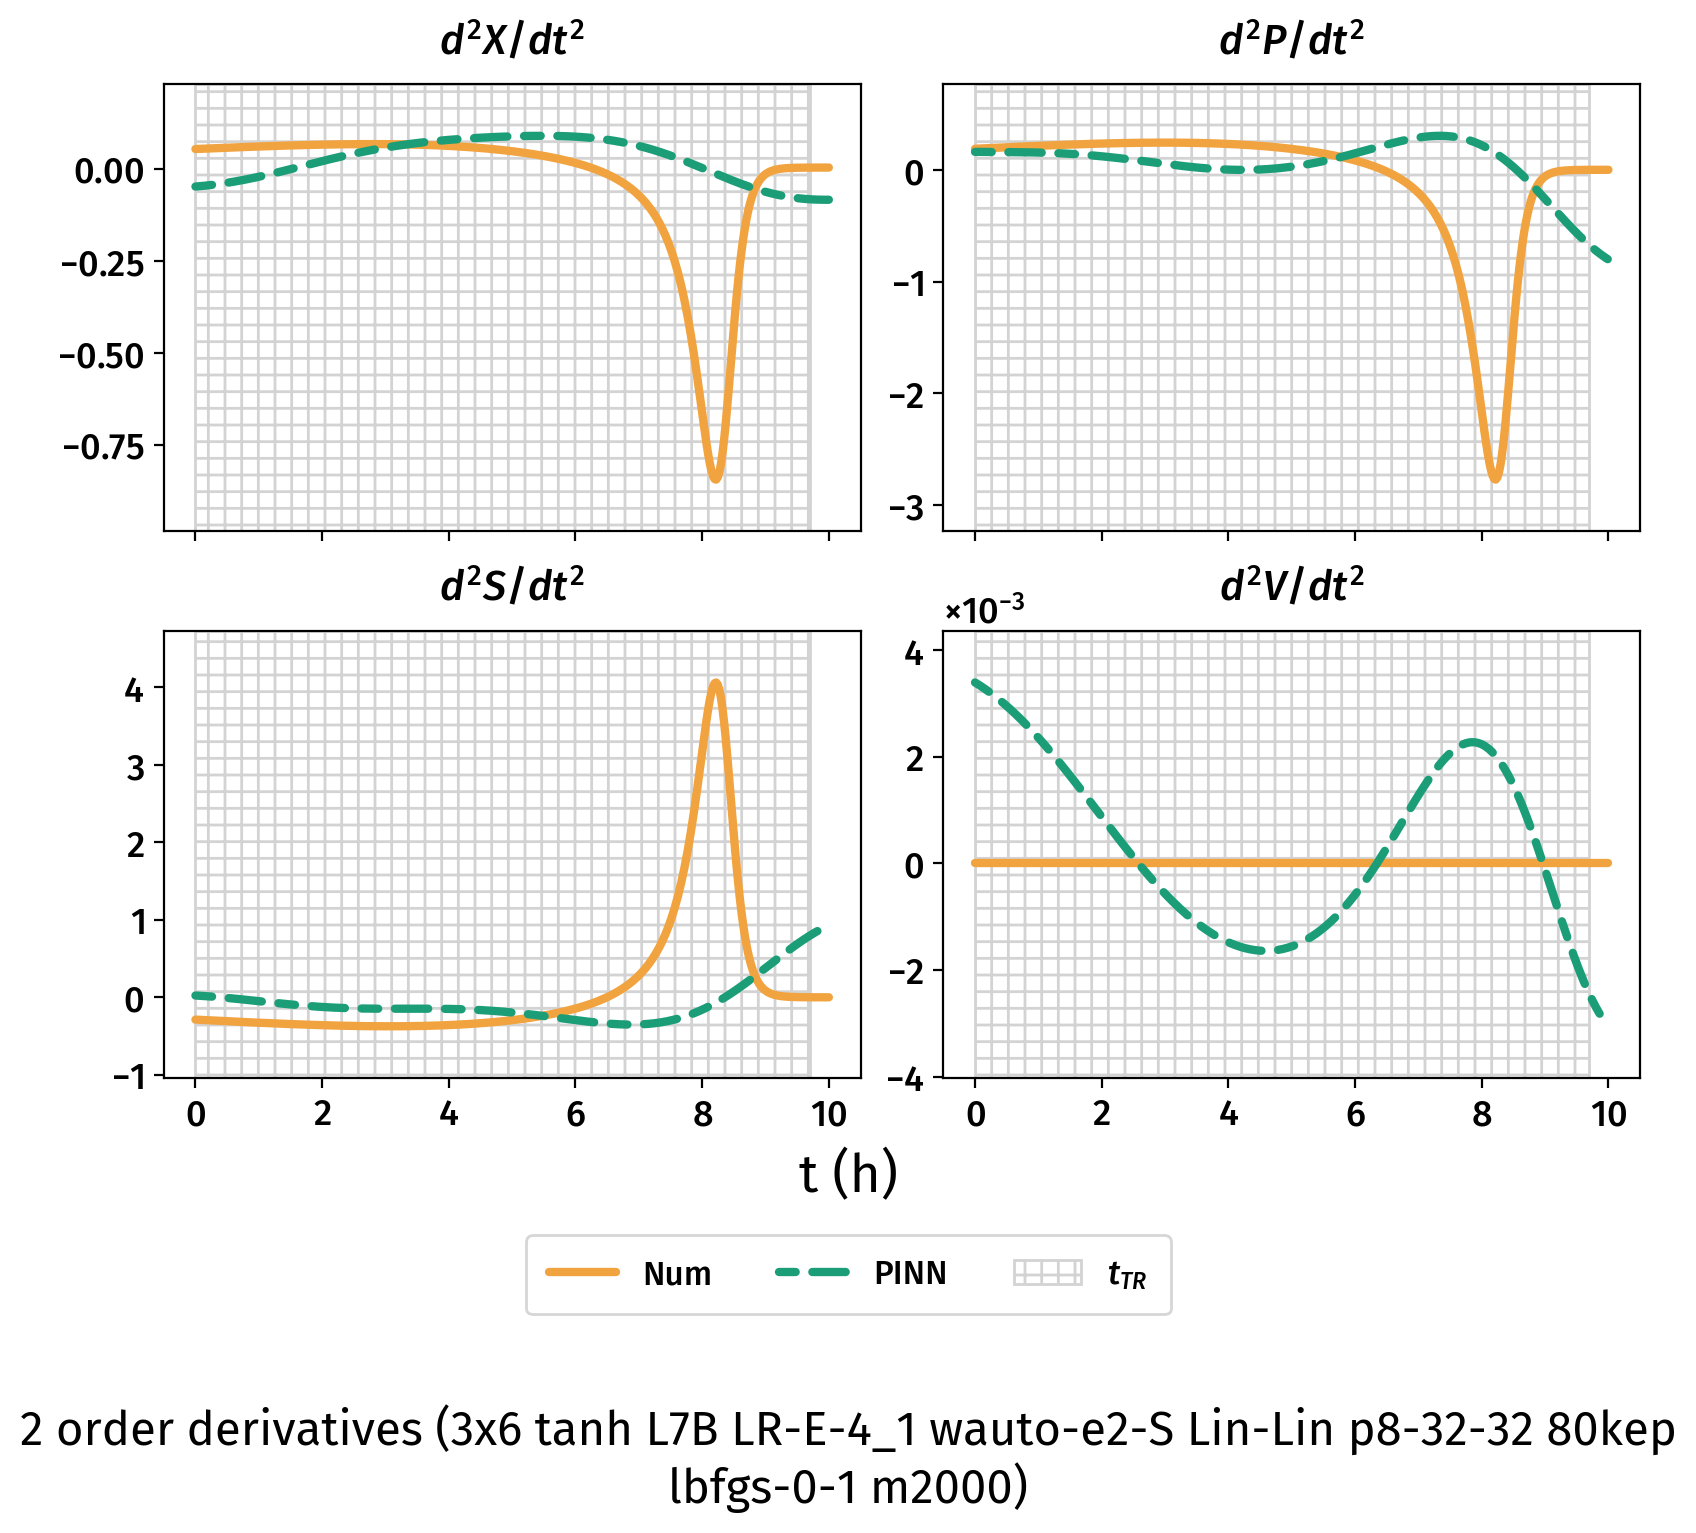 d²X/dt²
d²P/dt²
0.00
−0.25
−0.50
−0.75
0
−1
−2
−3
d²S/dt²
d²V/dt²
×10⁻³
4
3
2
1
0
−1
4
2
0
−2
−4
0 2 4 6 8 10
0 2 4 6 8 10
t (h)
Num PINN t_TR
2 order derivatives (3x6 tanh L7B LR-E-4_1 wauto-e2-S Lin-Lin p8-32-32 80kep
lbfgs-0-1 m2000)